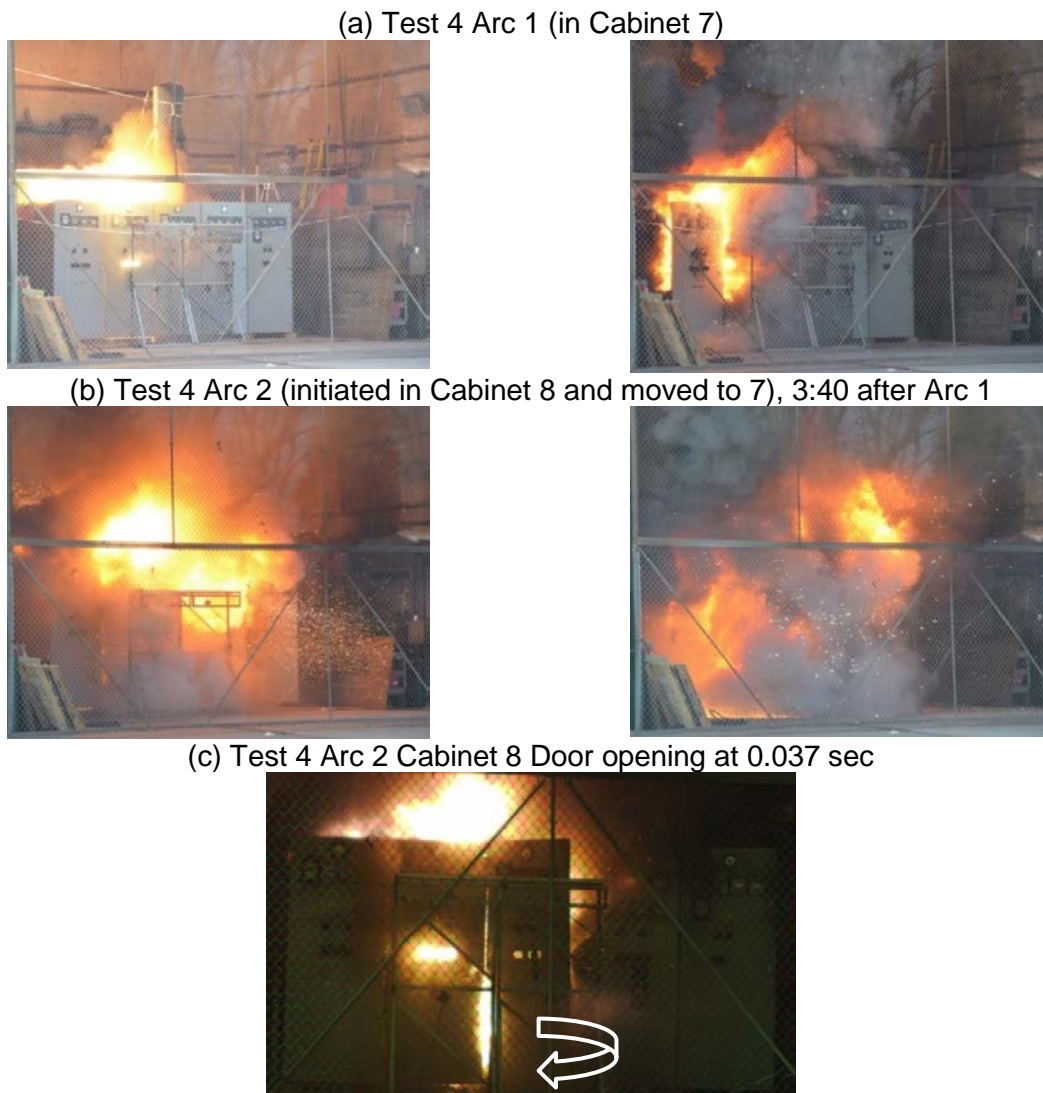 (a) Test 4 Arc 1 (in Cabinet 7)
(b) Test 4 Arc 2 (initiated in Cabinet 8 and moved to 7), 3:40 after Arc 1
(c) Test 4 Arc 2 Cabinet 8 Door opening at 0.037 sec